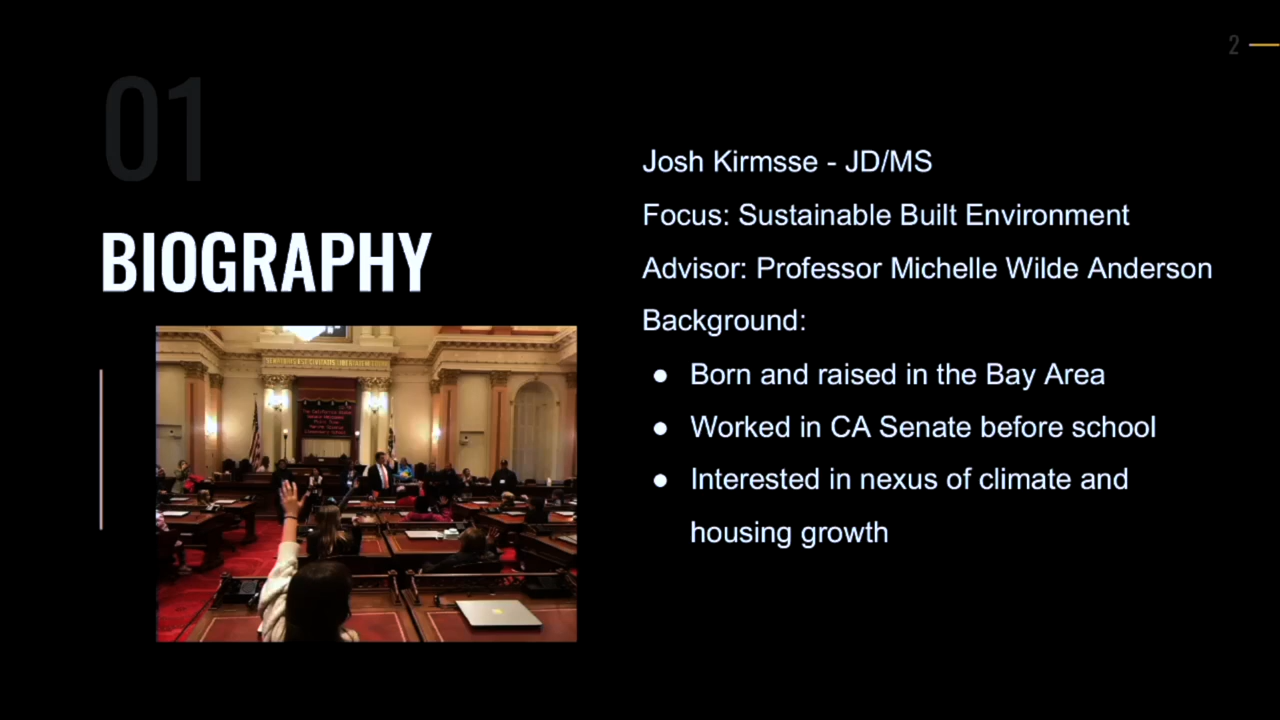 2
01
BIOGRAPHY
Josh Kirmsse - JD/MS
Focus: Sustainable Built Environment
Advisor: Professor Michelle Wilde Anderson
Background:
● Born and raised in the Bay Area
● Worked in CA Senate before school
● Interested in nexus of climate and
housing growth